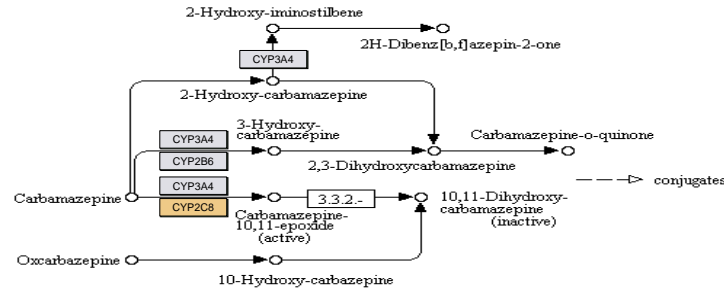 2-Hydroxy-iminostilbene
2H-Dibenz[b,f]azepin-2-one
CYP3A4
2-Hydroxy-carbamazepine
3-Hydroxy-
carbamazepine
CYP3A4
CYP2B6
Carbamazepine-o-quinone
2,3-Dihydroxycarbamazepine
conjugates
CYP3A4
CYP2C8
Carbamazepine
3.3.2.-
Carbamazepine-
10,11-epoxide
(active)
10,11-Dihydroxy-
carbamazepine
(inactive)
Oxcarbazepine
10-Hydroxy-carbazepine